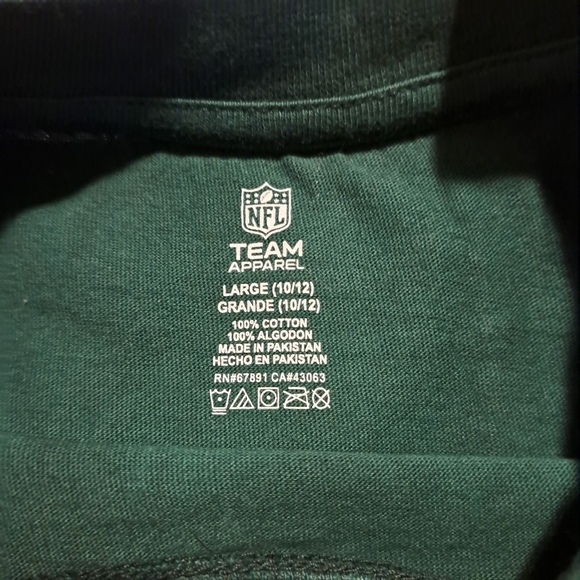 NFL
TEAM
APPAREL
LARGE (10/12)
GRANDE (10/12)
100% COTTON
100% ALGODON
MADE IN PAKISTAN
HECHO EN PAKISTAN
RN#67891 CA#43063